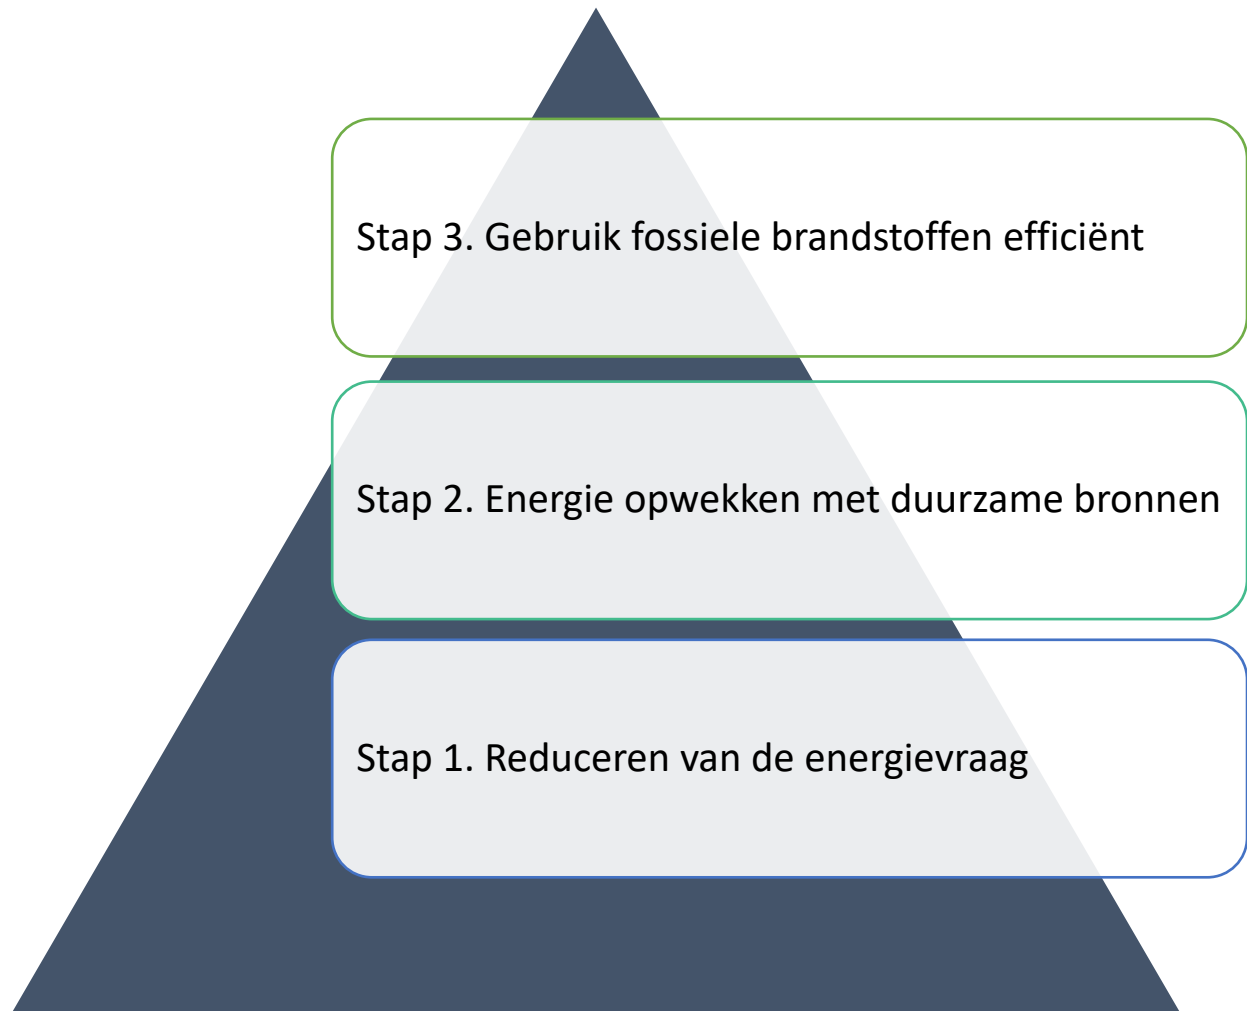 Stap 3. Gebruik fossiele brandstoffen efficiënt
Stap 2. Energie opwekken met duurzame bronnen
Stap 1. Reduceren van de energievraag